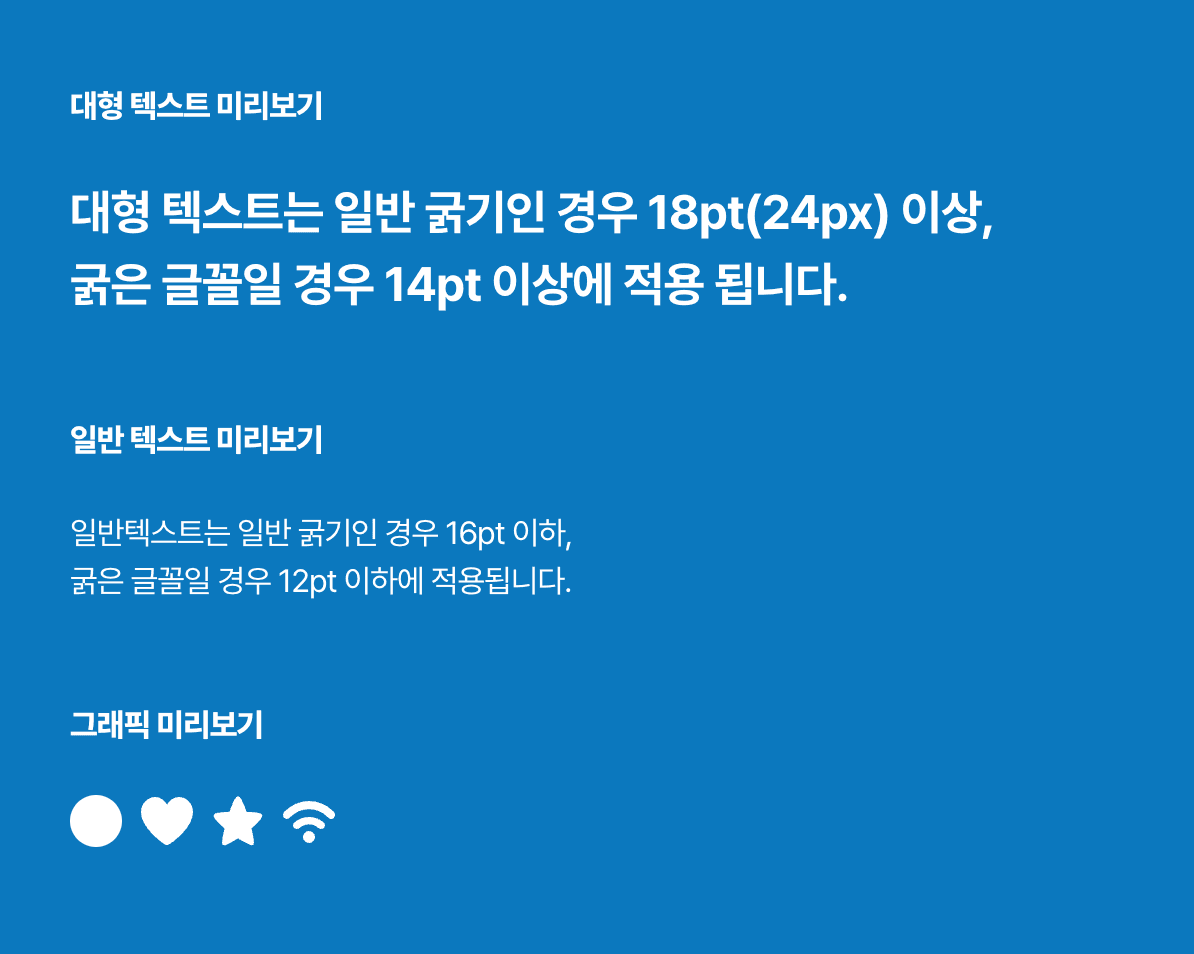 대형 텍스트 미리보기
대형 텍스트는 일반 굵기인 경우 18pt(24px) 이상,
굵은 글꼴일 경우 14pt 이상에 적용 됩니다.
일반 텍스트 미리보기
일반텍스트는 일반 굵기인 경우 16pt 이하,
굵은 글꼴일 경우 12pt 이하에 적용됩니다.
그래픽 미리보기